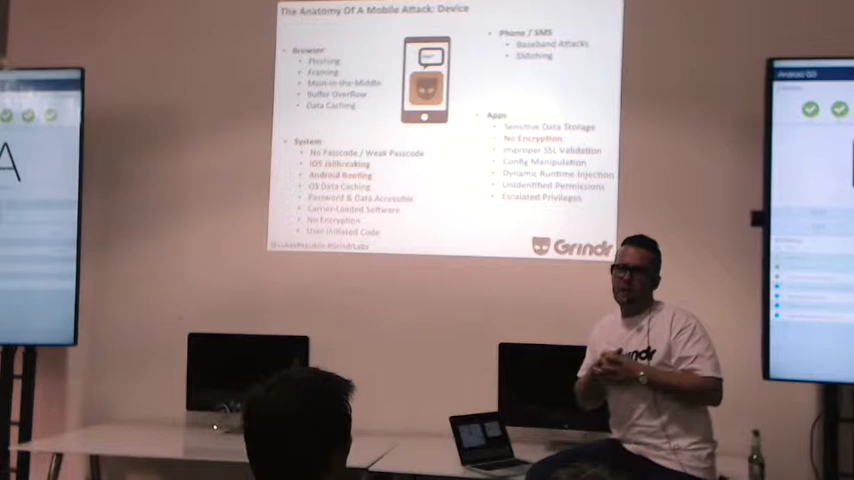 The Anatomy Of A Mobile Attack: Device
Browser
Phishing
Framing
Man-in-the-Middle
Buffer Overflow
Data Caching
System
No Passcode / Weak Passcode
iOS Jailbreaking
Android Rooting
OS Data Caching
Password & Data Accessible
Carrier-Loaded Software
No Encryption
User-Initiated Code
Phone / SMS
Baseband Attacks
SMishing
Apps
Sensitive Data Storage
No Encryption
Improper SSL Validation
Config Manipulation
Dynamic Runtime Injection
Unidentified Permissions
Escalated Privileges
Grindr
A